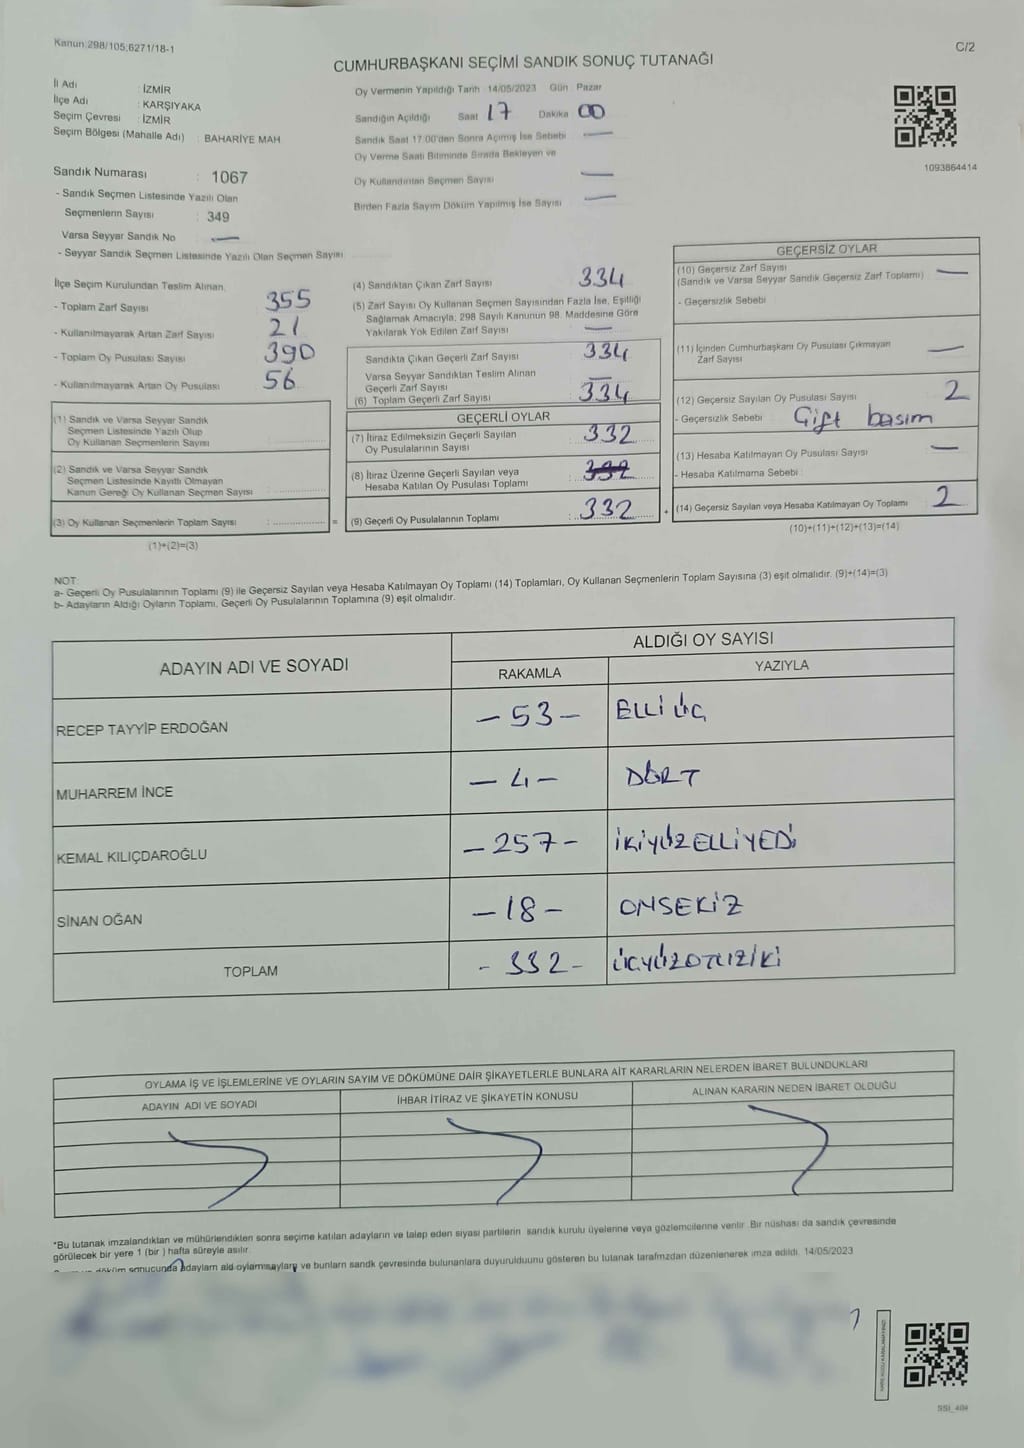 Kanun:298/105;6271/18-1
C/2
CUMHURBAŞKANI SEÇİMİ SANDIK SONUÇ TUTANAĞI
İl Adı : İZMİR
İlçe Adı : KARŞIYAKA
Seçim Çevresi : İZMİR
Seçim Bölgesi (Mahalle Adı) : BAHARİYE MAH
Sandık Numarası : 1067
- Sandık Seçmen Listesinde Yazılı Olan
Seçmenlerin Sayısı : 349
Varsa Seyyar Sandık No —
- Seyyar Sandık Seçmen Listesinde Yazılı Olan Seçmen Sayısı
Oy Vermenin Yapıldığı Tarih : 14/05/2023 Gün : Pazar
Sandığın Açıldığı Saat 17 Dakika 00
Sandık Saat 17.00'den Sonra Açılmış İse Sebebi —
Oy Verme Saati Bitiminde Sırada Bekleyen ve
Oy Kullandırılan Seçmen Sayısı —
Birden Fazla Sayım Döküm Yapılmış İse Sayısı —
1093864414
İlçe Seçim Kurulundan Teslim Alınan
- Toplam Zarf Sayısı 355
- Kullanılmayarak Artan Zarf Sayısı 21
- Toplam Oy Pusulası Sayısı 390
- Kullanılmayarak Artan Oy Pusulası 56
(1) Sandık ve Varsa Seyyar Sandık
Seçmen Listesinde Yazılı Olup
Oy Kullanan Seçmenlerin Sayısı
(2) Sandık ve Varsa Seyyar Sandık
Seçmen Listesinde Kayıtlı Olmayan
Kanun Gereği Oy Kullanan Seçmen Sayısı
(3) Oy Kullanan Seçmenlerin Toplam Sayısı : =
(1)+(2)=(3)
(4) Sandıktan Çıkan Zarf Sayısı 334
(5) Zarf Sayısı Oy Kullanan Seçmen Sayısından Fazla İse, Eşitliği
Sağlamak Amacıyla; 298 Sayılı Kanunun 98. Maddesine Göre
Yakılarak Yok Edilen Zarf Sayısı —
Sandıkta Çıkan Geçerli Zarf Sayısı 334
Varsa Seyyar Sandıktan Teslim Alınan
Geçerli Zarf Sayısı —
(6) Toplam Geçerli Zarf Sayısı 334
GEÇERLİ OYLAR
(7) İtiraz Edilmeksizin Geçerli Sayılan
Oy Pusulalarının Sayısı : 332
(8) İtiraz Üzerine Geçerli Sayılan veya
Hesaba Katılan Oy Pusulası Toplamı : 332
(9) Geçerli Oy Pusulalarının Toplamı : 332 +
GEÇERSİZ OYLAR
(10) Geçersiz Zarf Sayısı
(Sandık ve Varsa Seyyar Sandık Geçersiz Zarf Toplamı) —
- Geçersizlik Sebebi
(11) İçinden Cumhurbaşkanı Oy Pusulası Çıkmayan
Zarf Sayısı —
(12) Geçersiz Sayılan Oy Pusulası Sayısı 2
- Geçersizlik Sebebi Çift basım
(13) Hesaba Katılmayan Oy Pusulası Sayısı —
- Hesaba Katılmama Sebebi :
(14) Geçersiz Sayılan veya Hesaba Katılmayan Oy Toplamı 2
(10)+(11)+(12)+(13)=(14)
NOT:
a- Geçerli Oy Pusulalarının Toplamı (9) ile Geçersiz Sayılan veya Hesaba Katılmayan Oy Toplamı (14) Toplamları, Oy Kullanan Seçmenlerin Toplam Sayısına (3) eşit olmalıdır. (9)+(14)=(3)
b- Adayların Aldığı Oyların Toplamı, Geçerli Oy Pusulalarının Toplamına (9) eşit olmalıdır.
ADAYIN ADI VE SOYADI
ALDIĞI OY SAYISI
RAKAMLA YAZIYLA
RECEP TAYYİP ERDOĞAN - 53 - ELLİ ÜÇ
MUHARREM İNCE - 4 - DÖRT
KEMAL KILIÇDAROĞLU - 257 - İKİYÜZELLİYEDİ
SİNAN OĞAN - 18 - ONSEKİZ
TOPLAM - 332 - ÜÇYÜZOTUZİKİ
OYLAMA İŞ VE İŞLEMLERİNE VE OYLARIN SAYIM VE DÖKÜMÜNE DAİR ŞİKAYETLERLE BUNLARA AİT KARARLARIN NELERDEN İBARET BULUNDUKLARI
ADAYIN ADI VE SOYADI İHBAR İTİRAZ VE ŞİKAYETİN KONUSU ALINAN KARARIN NEDEN İBARET OLDUĞU
*Bu tutanak imzalandıktan ve mühürlendikten sonra seçime katılan adayların ve talep eden siyasi partilerin sandık kurulu üyelerine veya gözlemcilerine verilir. Bir nüshası da sandık çevresinde
görülecek bir yere 1 (bir ) hafta süreyle asılır.
döküm sonucunda adayların ve bunların sandk çevresinde bulunanlara duyurulduunu gösteren bu tutanak tarafmzdan düzenlenerek imza edildi. 14/05/2023
SSI_404